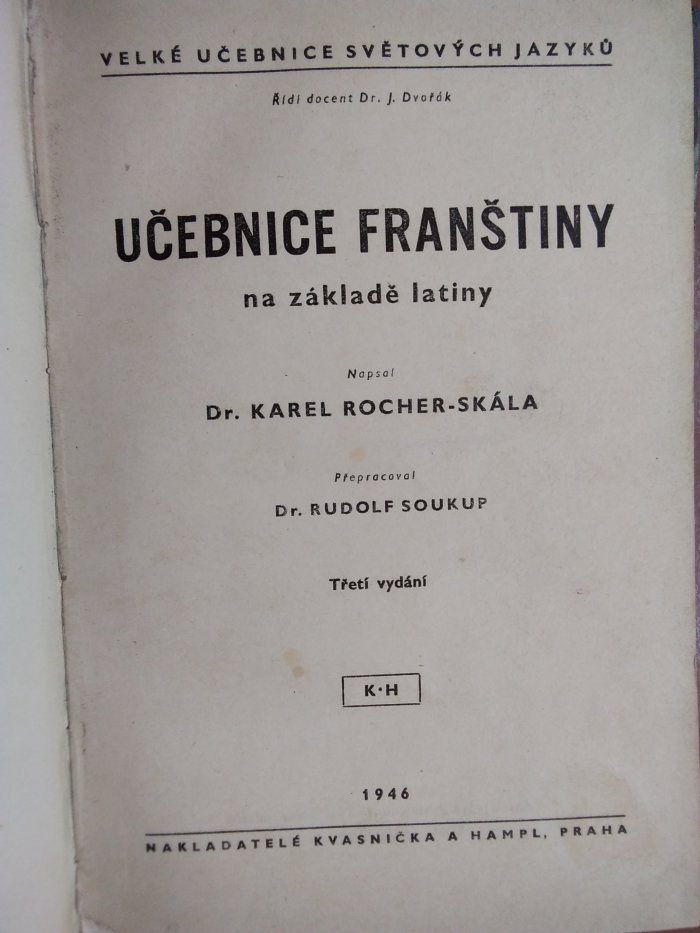 VELKÉ UČEBNICE SVĚTOVÝCH JAZYKŮ
Řídí docent Dr. J. Dvořák
UČEBNICE FRANŠTINY
na základě latiny
Napsal
Dr. KAREL ROCHER-SKÁLA
Přepracoval
Dr. RUDOLF SOUKUP
Třetí vydání
K·H
1946
NAKLADATELÉ KVASNIČKA A HAMPL, PRAHA